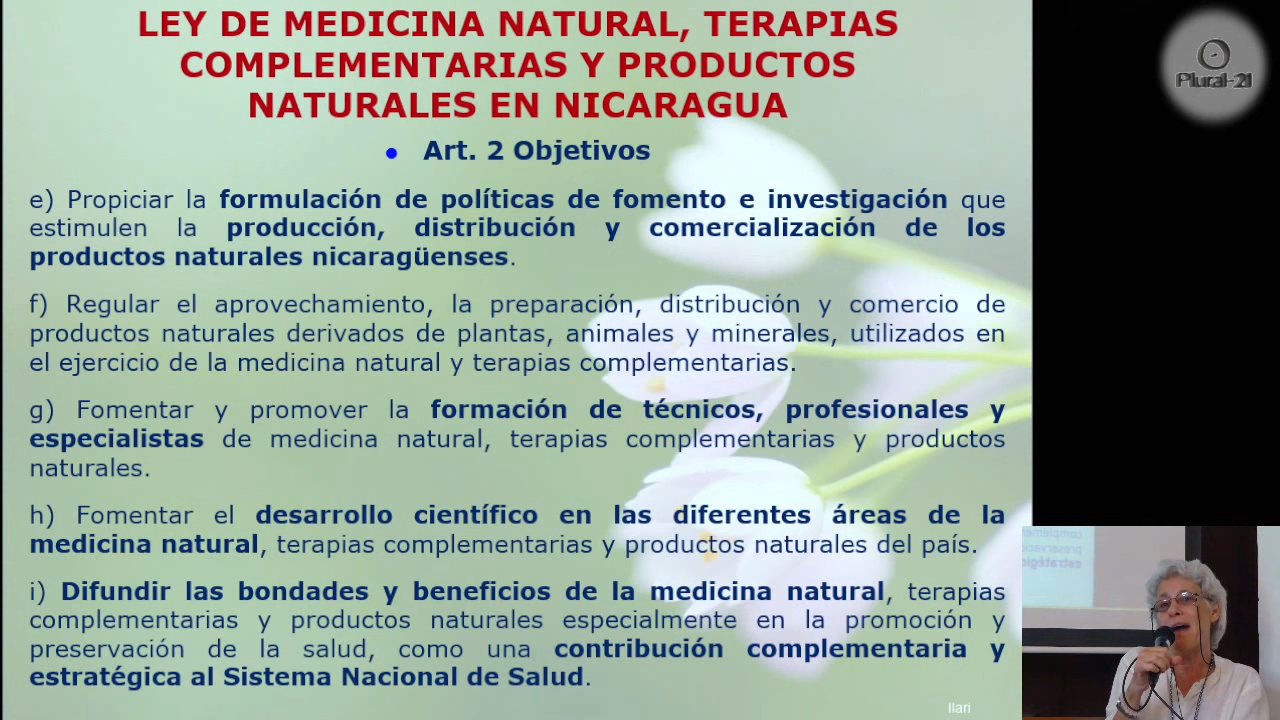 LEY DE MEDICINA NATURAL, TERAPIAS
COMPLEMENTARIAS Y PRODUCTOS
NATURALES EN NICARAGUA
Plural-21
• Art. 2 Objetivos
e) Propiciar la formulación de políticas de fomento e investigación que
estimulen la producción, distribución y comercialización de los
productos naturales nicaragüenses.
f) Regular el aprovechamiento, la preparación, distribución y comercio de
productos naturales derivados de plantas, animales y minerales, utilizados en
el ejercicio de la medicina natural y terapias complementarias.
g) Fomentar y promover la formación de técnicos, profesionales y
especialistas de medicina natural, terapias complementarias y productos
naturales.
h) Fomentar el desarrollo científico en las diferentes áreas de la
medicina natural, terapias complementarias y productos naturales del país.
i) Difundir las bondades y beneficios de la medicina natural, terapias
complementarias y productos naturales especialmente en la promoción y
preservación de la salud, como una contribución complementaria y
estratégica al Sistema Nacional de Salud.
Ilari